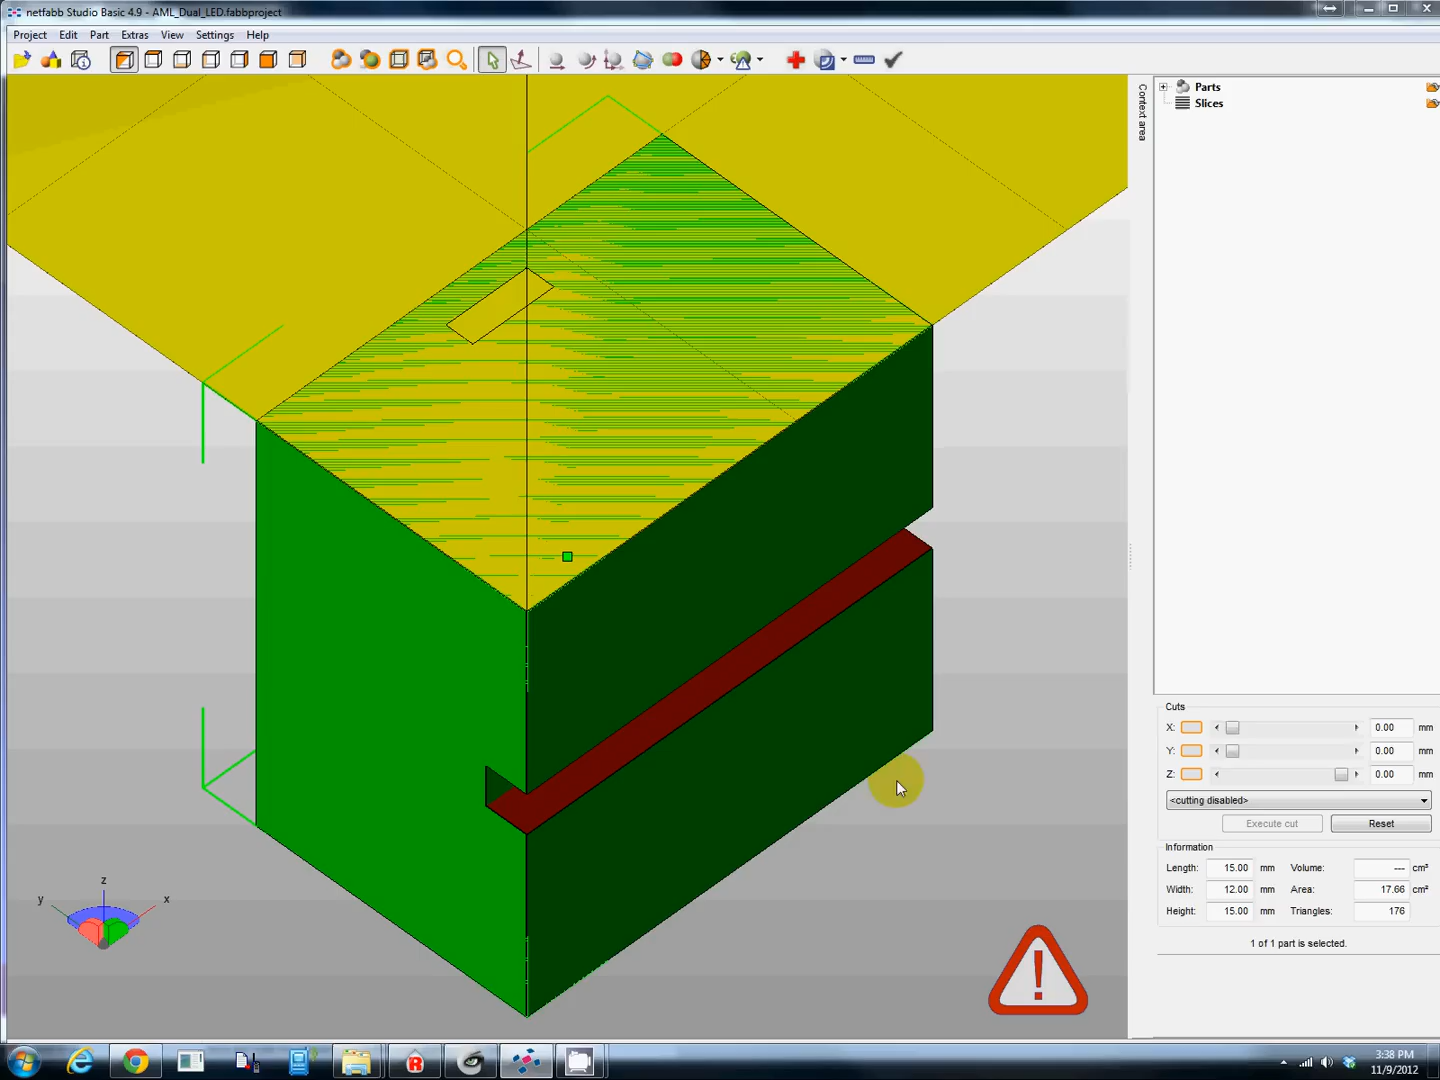 netfabb Studio Basic 4.9 - AML_Dual_LED.fabbproject
Project Edit Part Extras View Settings Help
Context area
Parts
Slices
Cuts
X: 0.00 mm
Y: 0.00 mm
Z: 0.00 mm
<cutting disabled>
Execute cut Reset
Information
Length: 15.00 mm Volume: --- cm³
Width: 12.00 mm Area: 17.66 cm²
Height: 15.00 mm Triangles: 176
1 of 1 part is selected.
z
y x
3:38 PM
11/9/2012